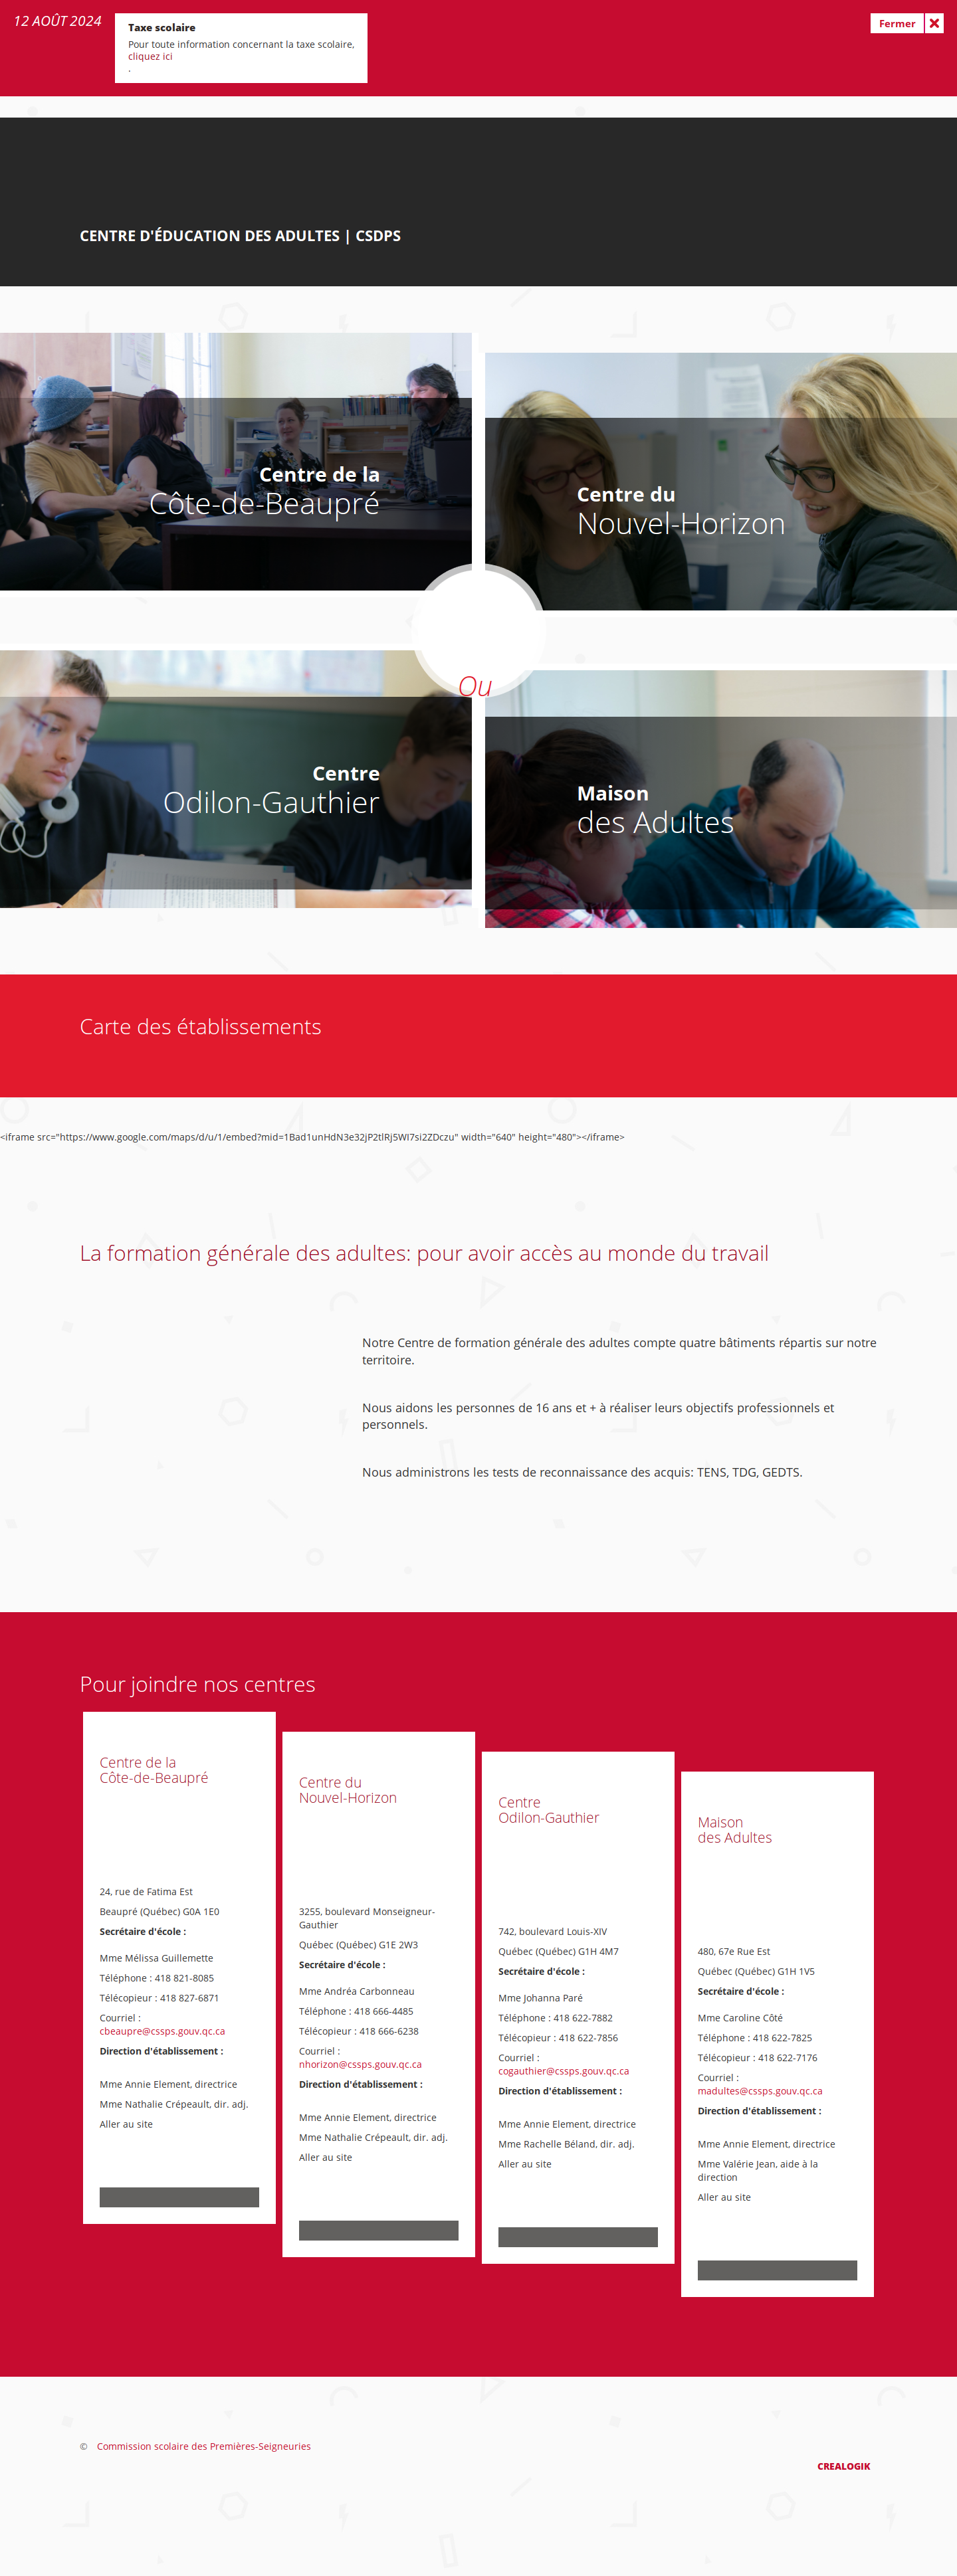 12 AOÛT 2024
Taxe scolaire
Pour toute information concernant la taxe scolaire,
cliquez ici
.
Fermer
CENTRE D'ÉDUCATION DES ADULTES | CSDPS
Centre de la
Côte-de-Beaupré
Centre du
Nouvel-Horizon
Ou
Centre
Odilon-Gauthier
Maison
des Adultes
Carte des établissements
<iframe src="https://www.google.com/maps/d/u/1/embed?mid=1Bad1unHdN3e32jP2tlRj5WI7si2ZDczu" width="640" height="480"></iframe>
La formation générale des adultes: pour avoir accès au monde du travail
Notre Centre de formation générale des adultes compte quatre bâtiments répartis sur notre
territoire.
Nous aidons les personnes de 16 ans et + à réaliser leurs objectifs professionnels et
personnels.
Nous administrons les tests de reconnaissance des acquis: TENS, TDG, GEDTS.
Pour joindre nos centres
Centre de la
Côte-de-Beaupré
24, rue de Fatima Est
Beaupré (Québec) G0A 1E0
Secrétaire d'école :
Mme Mélissa Guillemette
Téléphone : 418 821-8085
Télécopieur : 418 827-6871
Courriel :
cbeaupre@cssps.gouv.qc.ca
Direction d'établissement :
Mme Annie Element, directrice
Mme Nathalie Crépeault, dir. adj.
Aller au site
Centre du
Nouvel-Horizon
3255, boulevard Monseigneur-
Gauthier
Québec (Québec) G1E 2W3
Secrétaire d'école :
Mme Andréa Carbonneau
Téléphone : 418 666-4485
Télécopieur : 418 666-6238
Courriel :
nhorizon@cssps.gouv.qc.ca
Direction d'établissement :
Mme Annie Element, directrice
Mme Nathalie Crépeault, dir. adj.
Aller au site
Centre
Odilon-Gauthier
742, boulevard Louis-XIV
Québec (Québec) G1H 4M7
Secrétaire d'école :
Mme Johanna Paré
Téléphone : 418 622-7882
Télécopieur : 418 622-7856
Courriel :
cogauthier@cssps.gouv.qc.ca
Direction d'établissement :
Mme Annie Element, directrice
Mme Rachelle Béland, dir. adj.
Aller au site
Maison
des Adultes
480, 67e Rue Est
Québec (Québec) G1H 1V5
Secrétaire d'école :
Mme Caroline Côté
Téléphone : 418 622-7825
Télécopieur : 418 622-7176
Courriel :
madultes@cssps.gouv.qc.ca
Direction d'établissement :
Mme Annie Element, directrice
Mme Valérie Jean, aide à la
direction
Aller au site
© Commission scolaire des Premières-Seigneuries
CREALOGIK